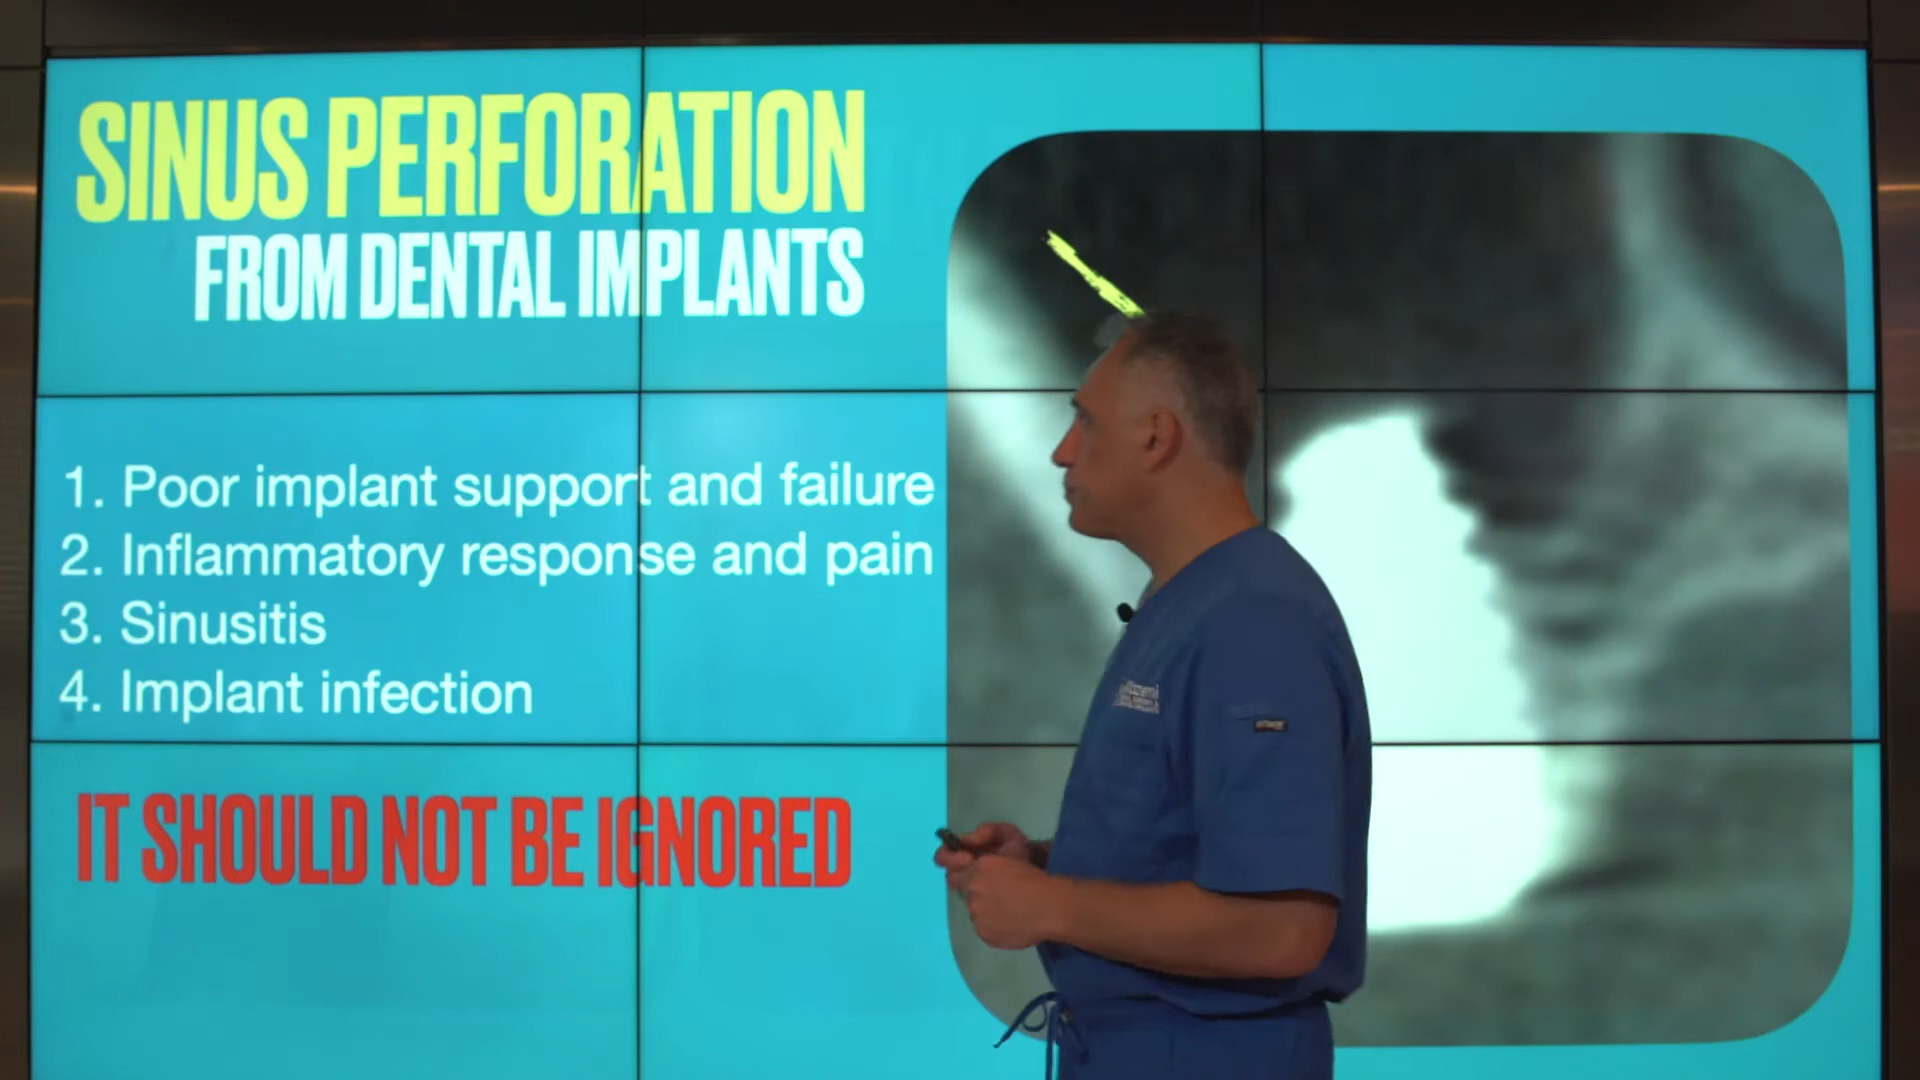 SINUS PERFORATION
FROM DENTAL IMPLANTS
1. Poor implant support and failure
2. Inflammatory response and pain
3. Sinusitis
4. Implant infection
IT SHOULD NOT BE IGNORED